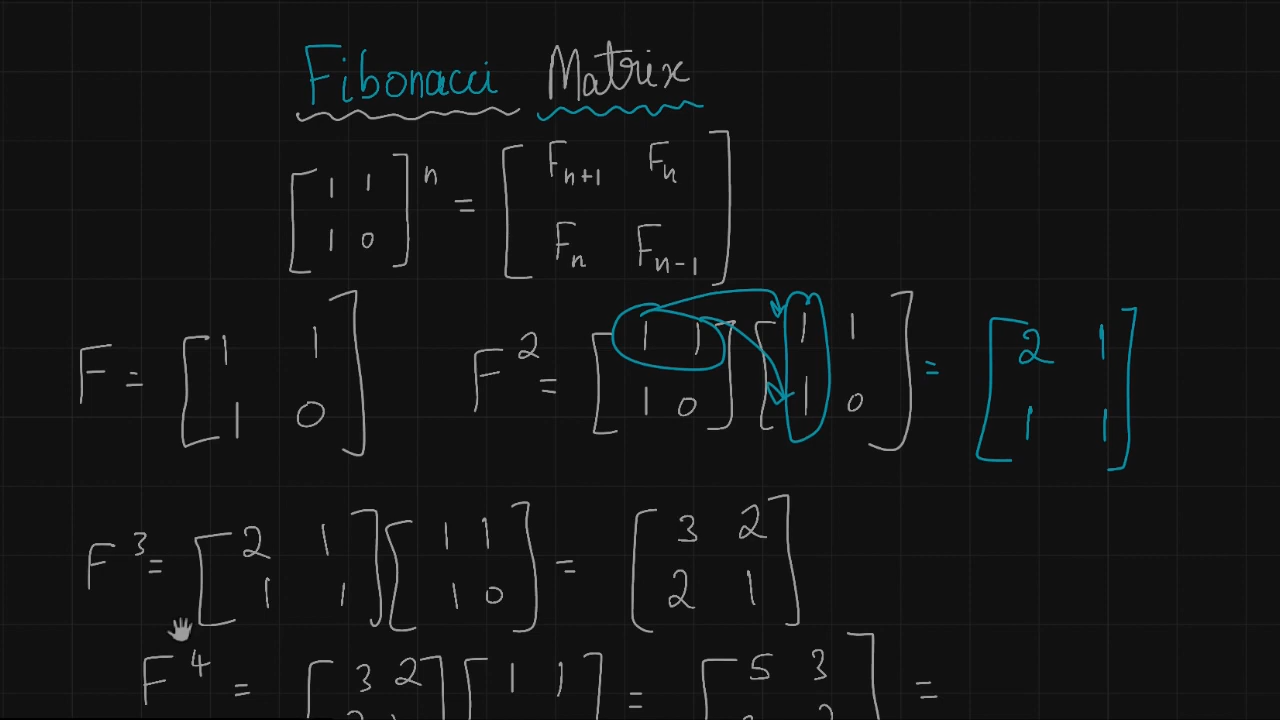 Fibonacci Matrix
[1 1; 1 0]^n = [F_{n+1} F_n; F_n F_{n-1}]
F = [1 1; 1 0] F^2 = [1 1; 1 0] [1 1; 1 0] = [2 1; 1 1]
F^3 = [2 1; 1 1] [1 1; 1 0] = [3 2; 2 1]
F^4 = [3 2 [1 1] = [5 3 =